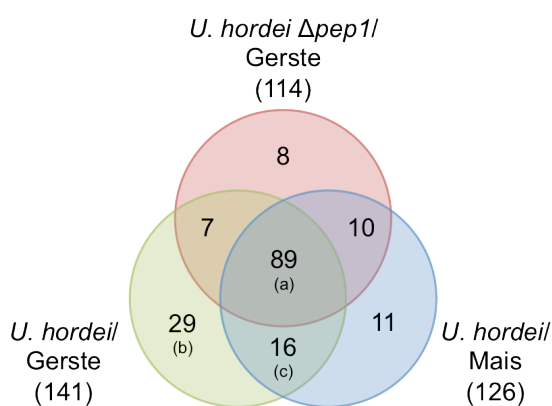 U. hordei Δpep1/
Gerste
(114)
8
7
10
89
(a)
29
(b)
11
16
(c)
U. hordei/
Gerste
(141)
U. hordei/
Mais
(126)